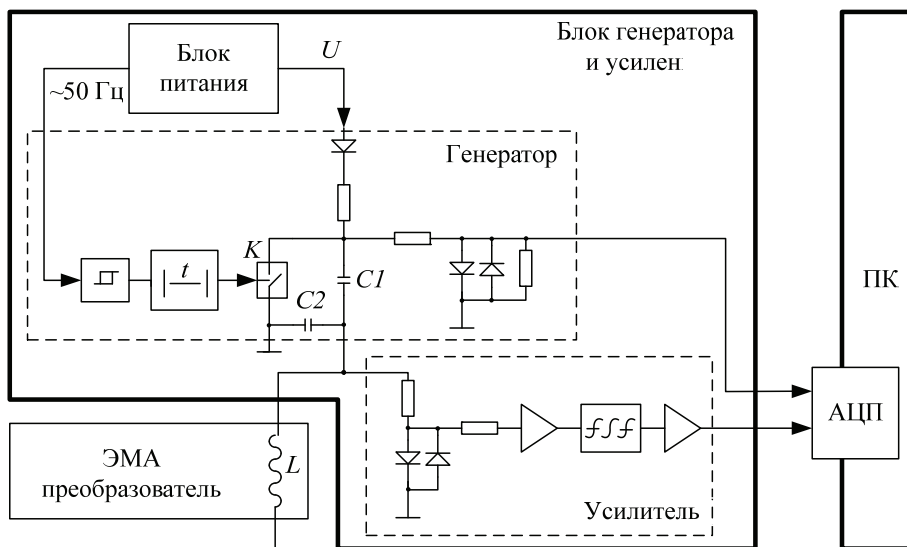 Блок генератора
и усилен
Блок
питания
U
~50 Гц
Генератор
K
t
C1
C2
ПК
АЦП
ЭМА
преобразователь
L
Усилитель